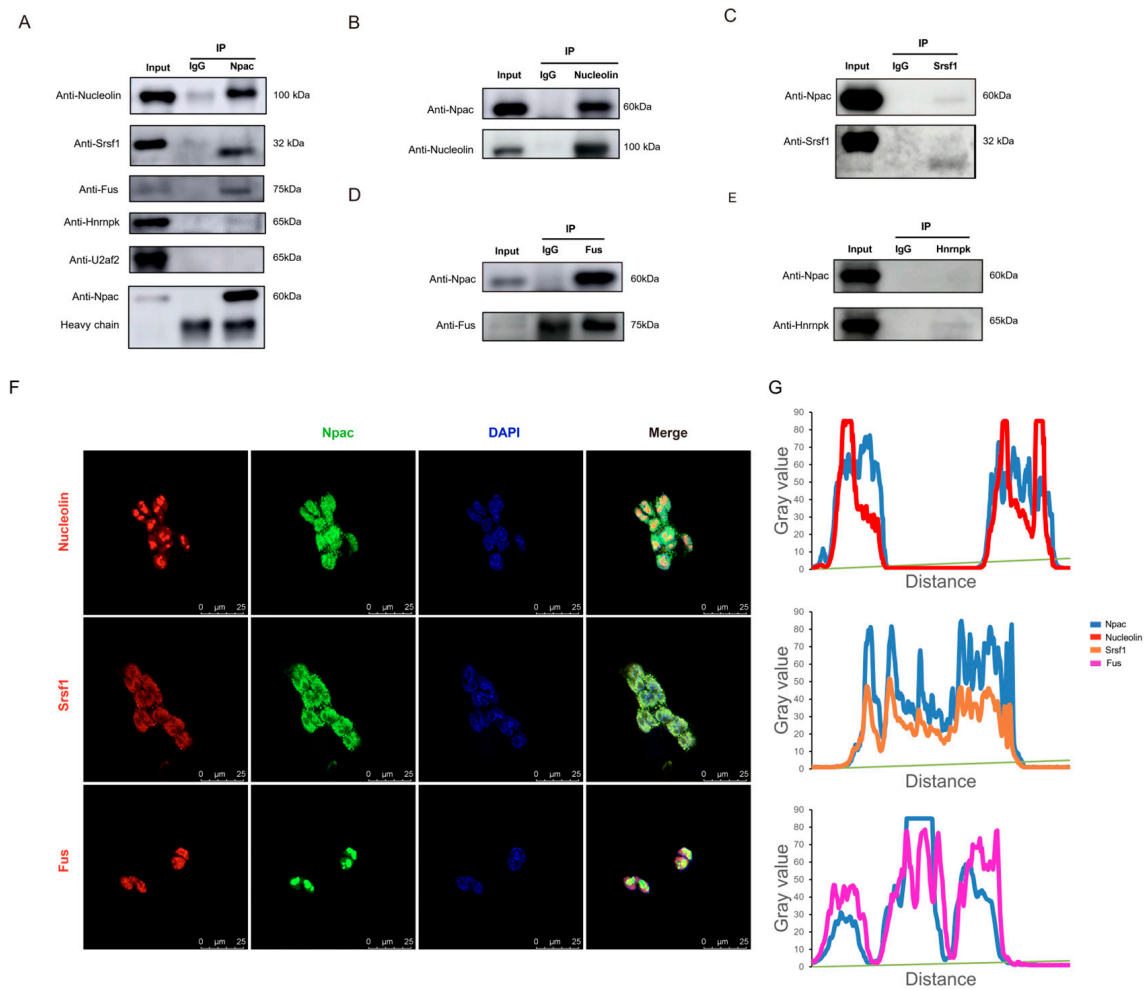 A
IP
Input IgG Npac
Anti-Nucleolin 100 kDa
Anti-Srsf1 32 kDa
Anti-Fus 75kDa
Anti-Hnrnpk 65kDa
Anti-U2af2 65kDa
Anti-Npac 60kDa
Heavy chain
B
IP
Input IgG Nucleolin
Anti-Npac 60kDa
Anti-Nucleolin 100 kDa
C
IP
Input IgG Srsf1
Anti-Npac 60kDa
Anti-Srsf1 32 kDa
D
IP
Input IgG Fus
Anti-Npac 60kDa
Anti-Fus 75kDa
E
IP
Input IgG Hnrnpk
Anti-Npac 60kDa
Anti-Hnrnpk 65kDa
F
Npac DAPI Merge
Nucleolin
0 µm 25 0 µm 25 0 µm 25 0 µm 25
Srsf1
0 µm 25 0 µm 25 0 µm 25 0 µm 25
Fus
0 µm 25 0 µm 25 0 µm 25 0 µm 25
G
Gray value
90
80
70
60
50
40
30
20
10
0
Distance
Gray value
90
80
70
60
50
40
30
20
10
0
Distance
Npac
Nucleolin
Srsf1
Fus
Gray value
90
80
70
60
50
40
30
20
10
0
Distance